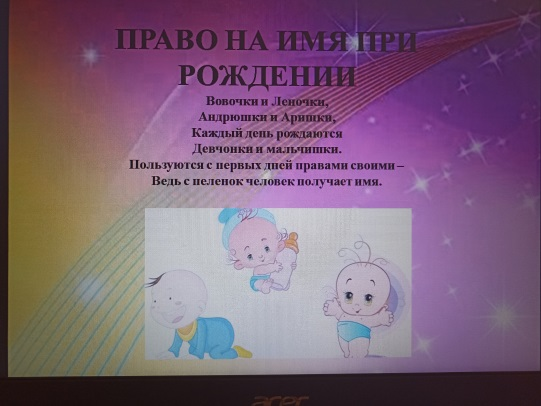 ПРАВО НА ИМЯ ПРИ
РОЖДЕНИИ
Вовочки и Леночки,
Андрюшки и Аришки,
Каждый день рождаются
Девчонки и мальчишки.
Пользуются с первых дней правами своими –
Ведь с пеленок человек получает имя.
acer